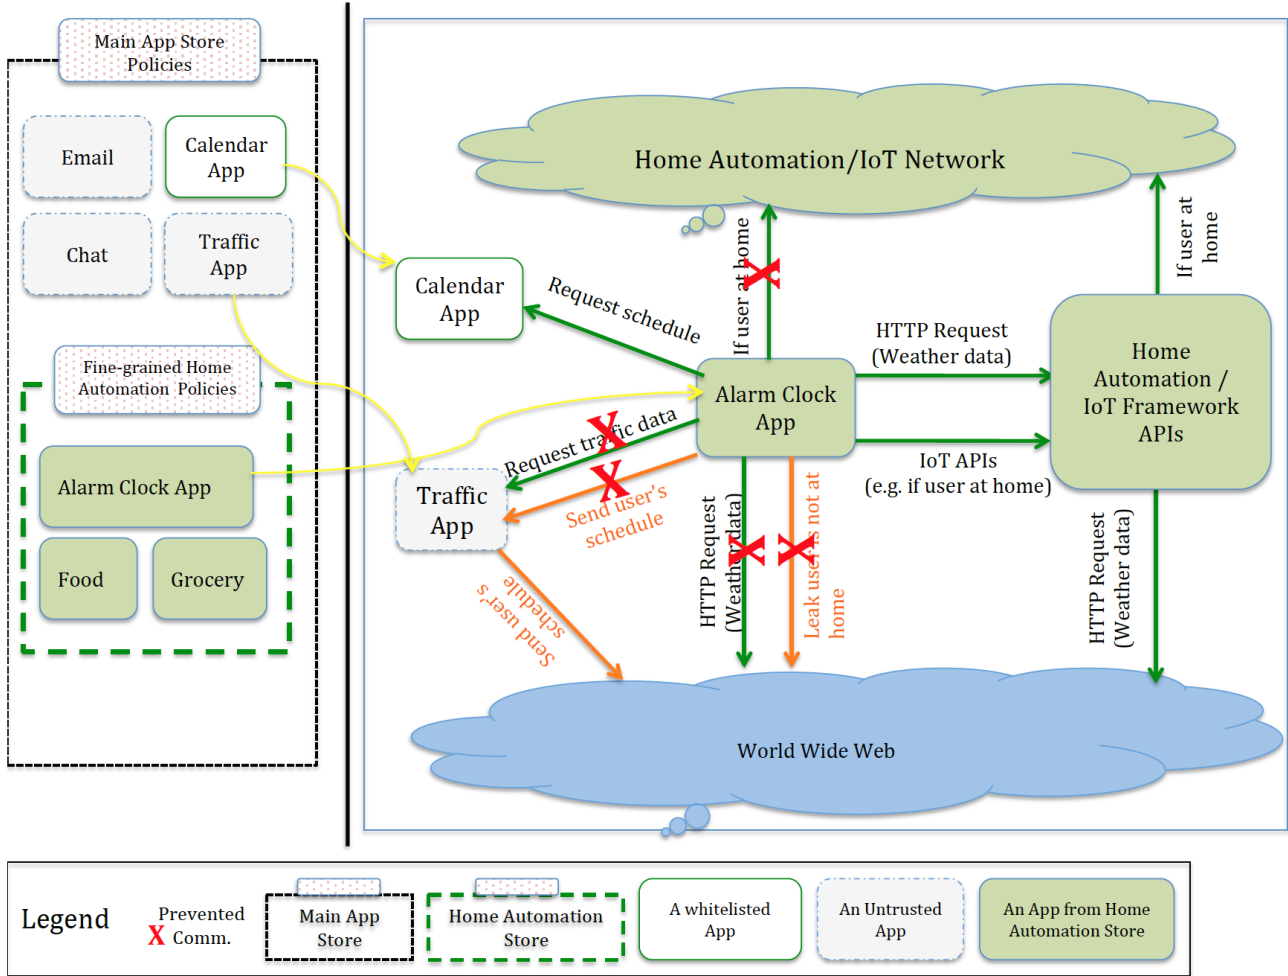 Main App Store
Policies
Email
Calendar
App
Chat
Traffic
App
Fine-grained Home
Automation Policies
Alarm Clock App
Food
Grocery
Home Automation/IoT Network
Calendar
App
Request schedule
If user at home
If user at
home
HTTP Request
(Weather data)
Alarm Clock
App
Home
Automation /
IoT Framework
APIs
Request traffic data
Traffic
App
Send user's
schedule
IoT APIs
(e.g. if user at home)
Send user's
schedule
HTTP Request
(Weather data)
Leak user is not at
home
HTTP Request
(Weather data)
World Wide Web
Legend
X
Prevented
Comm.
Main App
Store
Home Automation
Store
A whitelisted
App
An Untrusted
App
An App from Home
Automation Store